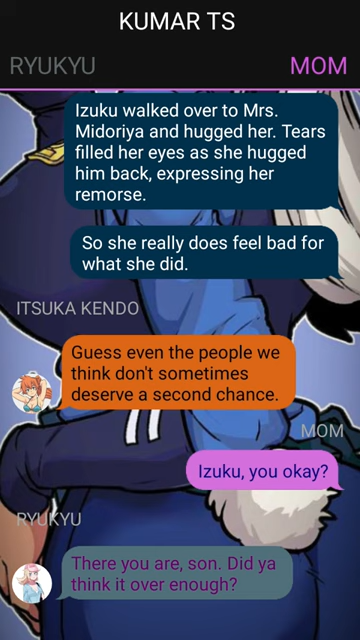 KUMAR TS
RYUKYU
MOM
Izuku walked over to Mrs.
Midoriya and hugged her. Tears
filled her eyes as she hugged
him back, expressing her
remorse.
So she really does feel bad for
what she did.
ITSUKA KENDO
Guess even the people we
think don't sometimes
deserve a second chance.
MOM
Izuku, you okay?
RYUKYU
There you are, son. Did ya
think it over enough?